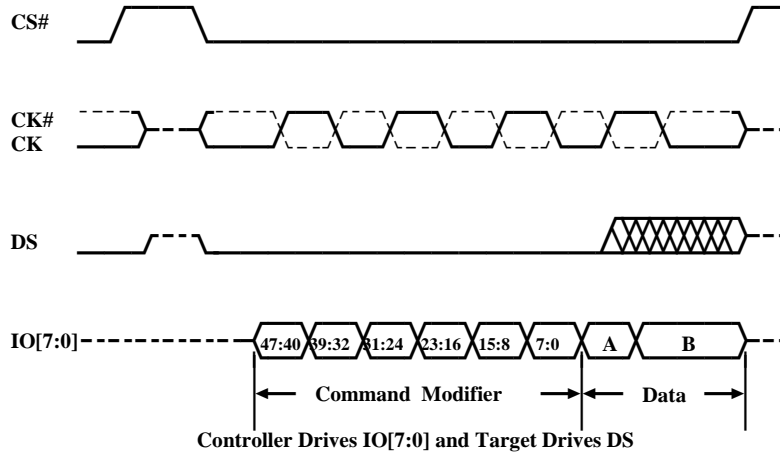 CS#
CK#
CK
DS
IO[7:0]
47:40 39:32 31:24 23:16 15:8 7:0 A B
Command Modifier Data
Controller Drives IO[7:0] and Target Drives DS